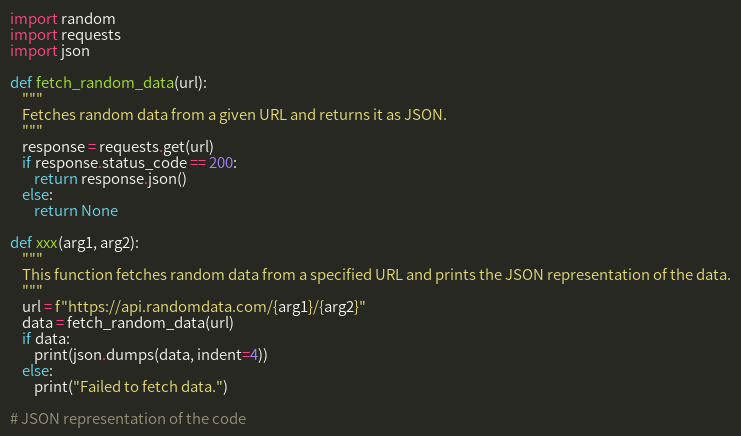 import random
import requests
import json
def fetch_random_data(url):
"""
Fetches random data from a given URL and returns it as JSON.
"""
response = requests.get(url)
if response.status_code == 200:
return response.json()
else:
return None
def xxx(arg1, arg2):
"""
This function fetches random data from a specified URL and prints the JSON representation of the data.
"""
url = f"https://api.randomdata.com/{arg1}/{arg2}"
data = fetch_random_data(url)
if data:
print(json.dumps(data, indent=4))
else:
print("Failed to fetch data.")
# JSON representation of the code